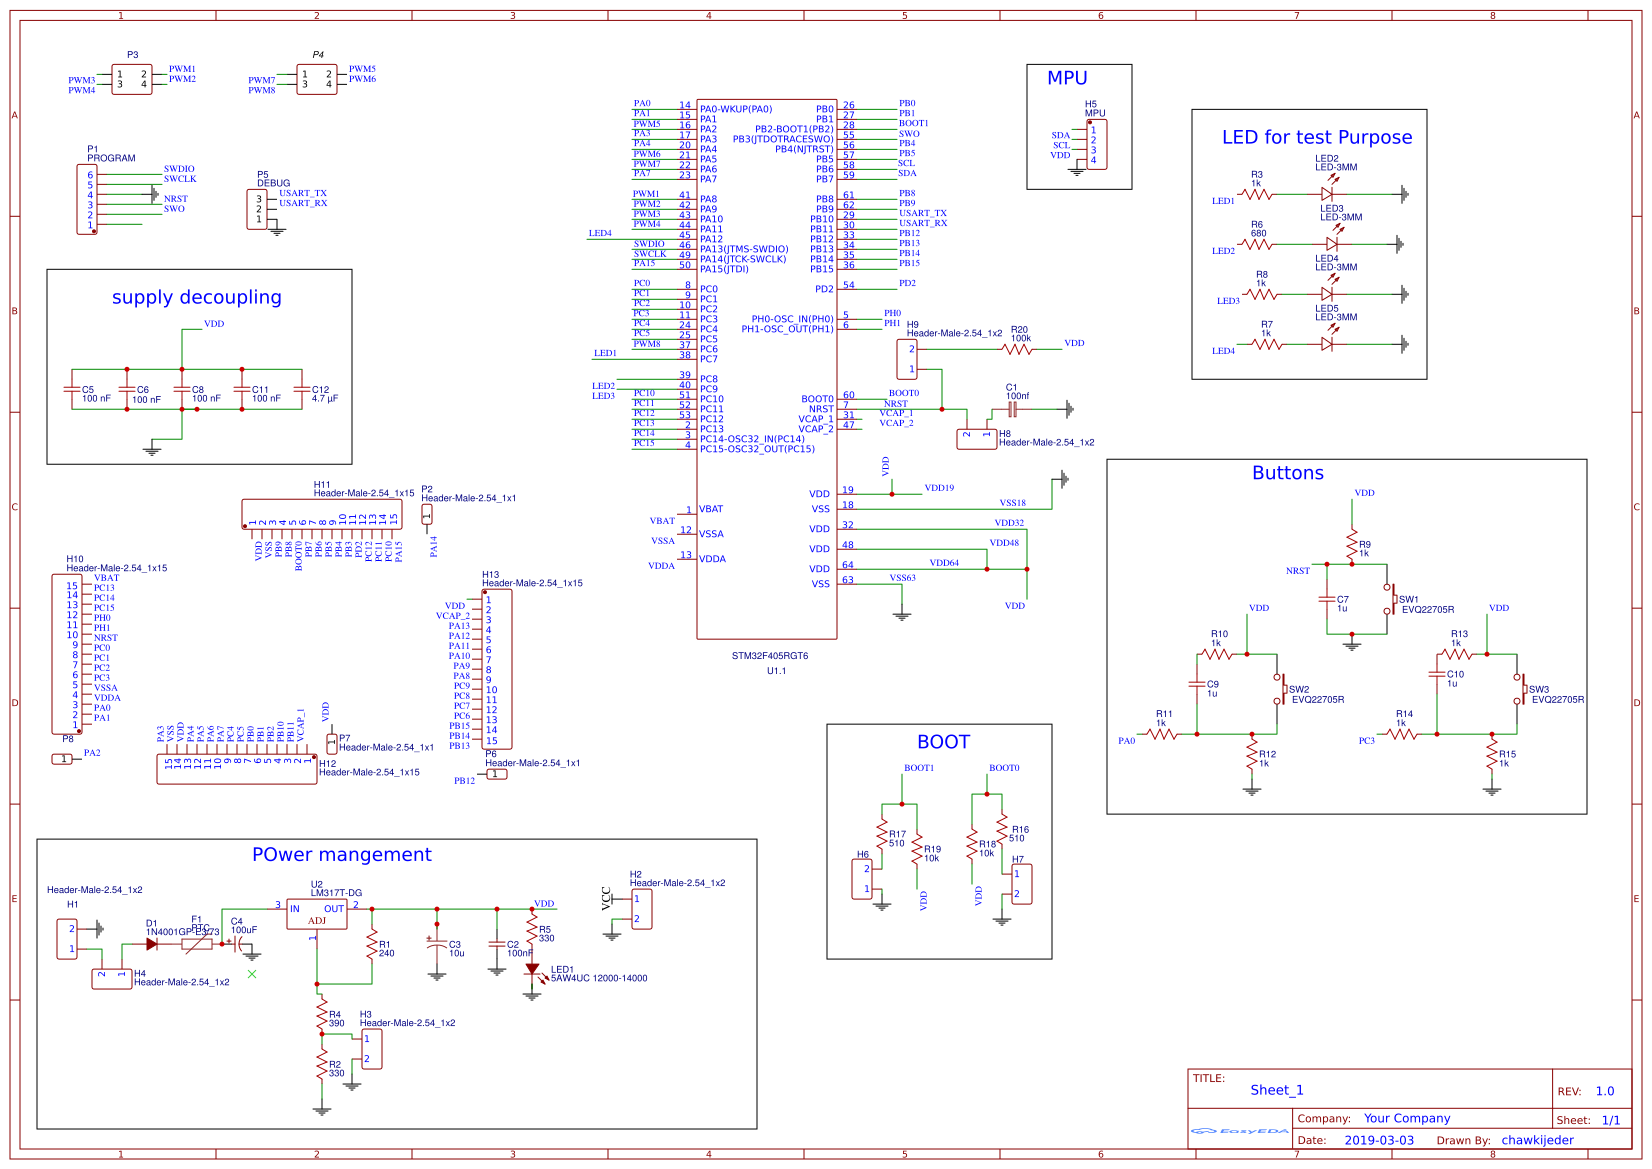 1 2 3 4 5 6 7 8
A B C D E
P3
1 2
3 4
PWM3
PWM4
PWM1
PWM2
P4
1 2
3 4
PWM7
PWM8
PWM5
PWM6
P1
PROGRAM
6 SWDIO
5 SWCLK
4
3 NRST
2 SWO
1
P5
DEBUG
3 USART_TX
2 USART_RX
1
supply decoupling
VDD
C5
100 nF
C6
100 nF
C8
100 nF
C11
100 nF
C12
4.7 µF
PA0 14 PA0-WKUP(PA0)
PA1 15 PA1
PWM5 16 PA2
PA3 17 PA3
PA4 20 PA4
PWM6 21 PA5
PWM7 22 PA6
PA7 23 PA7
PWM1 41 PA8
PWM2 42 PA9
PWM3 43 PA10
PWM4 44 PA11
LED4 45 PA12
SWDIO 46 PA13(JTMS-SWDIO)
SWCLK 49 PA14(JTCK-SWCLK)
PA15 50 PA15(JTDI)
PC0 8 PC0
PC1 9 PC1
PC2 10 PC2
PC3 11 PC3
PC4 24 PC4
PC5 25 PC5
PWM8 37 PC6
LED1 38 PC7
39 PC8
LED2 40 PC9
LED3
PC10 51 PC10
PC11 52 PC11
PC12 53 PC12
PC13 2 PC13
PC14 3 PC14-OSC32_IN(PC14)
PC15 4 PC15-OSC32_OUT(PC15)
VBAT 1 VBAT
VSSA 12 VSSA
VDDA 13 VDDA
PB0 26 PB0
PB1 27 PB1
PB2-BOOT1(PB2) 28 BOOT1
PB3(JTDOTRACESWO) 55 SWO
PB4(NJTRST) 56 PB4
PB5 57 PB5
PB6 58 SCL
PB7 59 SDA
PB8 61 PB8
PB9 62 PB9
PB10 29 USART_TX
PB11 30 USART_RX
PB12 33 PB12
PB13 34 PB13
PB14 35 PB14
PB15 36 PB15
PD2 54 PD2
PH0-OSC_IN(PH0) 5 PH0
PH1-OSC_OUT(PH1) 6 PH1
BOOT0 60 BOOT0
NRST 7 NRST
VCAP_1 31 VCAP_1
VCAP_2 47 VCAP_2
VDD 19 VDD VDD19
VSS 18 VSS18
VDD 32 VDD32
VDD 48 VDD48
VDD 64 VDD64
VSS 63 VSS63
VDD
STM32F405RGT6
U1.1
H9
Header-Male-2.54_1x2
2
1
R20
100k
VDD
C1
100nf
2 1
H8
Header-Male-2.54_1x2
MPU
H5
MPU
SDA 1
SCL 2
VDD 3
4
LED for test Purpose
LED1
R3
1k
LED2
LED-3MM
LED2
R6
680
LED3
LED-3MM
LED3
R8
1k
LED4
LED-3MM
LED4
R7
1k
LED5
LED-3MM
Buttons
VDD
R9
1k
NRST
C7
1u
SW1
EVQ22705R
VDD
R10
1k
C9
1u
SW2
EVQ22705R
PA0
R11
1k
R12
1k
VDD
R13
1k
C10
1u
SW3
EVQ22705R
PC3
R14
1k
R15
1k
H11
Header-Male-2.54_1x15
1 2 3 4 5 6 7 8 9 10 11 12 13 14 15
VDD VSS PB9 PB8 BOOT0 PB7 PB6 PB5 PB4 PB3 PD2 PC12 PC11 PC10 PA15
P2
Header-Male-2.54_1x1
1
PA14
H10
Header-Male-2.54_1x15
15 VBAT
14 PC13
13 PC14
12 PC15
11 PH0
10 PH1
9 NRST
8 PC0
7 PC1
6 PC2
5 PC3
4 VSSA
3 VDDA
2 PA0
1 PA1
P8
1 PA2
H13
Header-Male-2.54_1x15
1
VDD 2
VCAP_2 3
PA13 4
PA12 5
PA11 6
PA10 7
PA9 8
PA8 9
PC9 10
PC8 11
PC7 12
PC6 13
PB15 14
PB14 15
PB13
P6
Header-Male-2.54_1x1
PB12 1
PA3 VSS VDD PA4 PA5 PA6 PA7 PC4 PC5 PB0 PB1 PB2 PB10 PB11 VCAP_1
15 14 13 12 11 10 9 8 7 6 5 4 3 2 1
H12
Header-Male-2.54_1x15
VDD
1
P7
Header-Male-2.54_1x1
BOOT
BOOT1
R17
510
R19
10k
H6
2
1
VDD
BOOT0
R18
10k
R16
510
H7
1
2
VDD
POwer mangement
Header-Male-2.54_1x2
H1
2
1
2 1
H4
Header-Male-2.54_1x2
D1
1N4001GP-E3/73
F1
PTC
C4
100uF
U2
LM317T-DG
3 IN OUT 2
ADJ
1
R1
240
R4
390
R2
330
H3
Header-Male-2.54_1x2
1
2
C3
10u
C2
100nF
VDD
R5
330
LED1
5AW4UC 12000-14000
H2
Header-Male-2.54_1x2
VCC
1
2
TITLE:
Sheet_1
REV: 1.0
EasyEDA
Company: Your Company
Sheet: 1/1
Date: 2019-03-03 Drawn By: chawkijeder
1 2 3 4 5 6 7 8